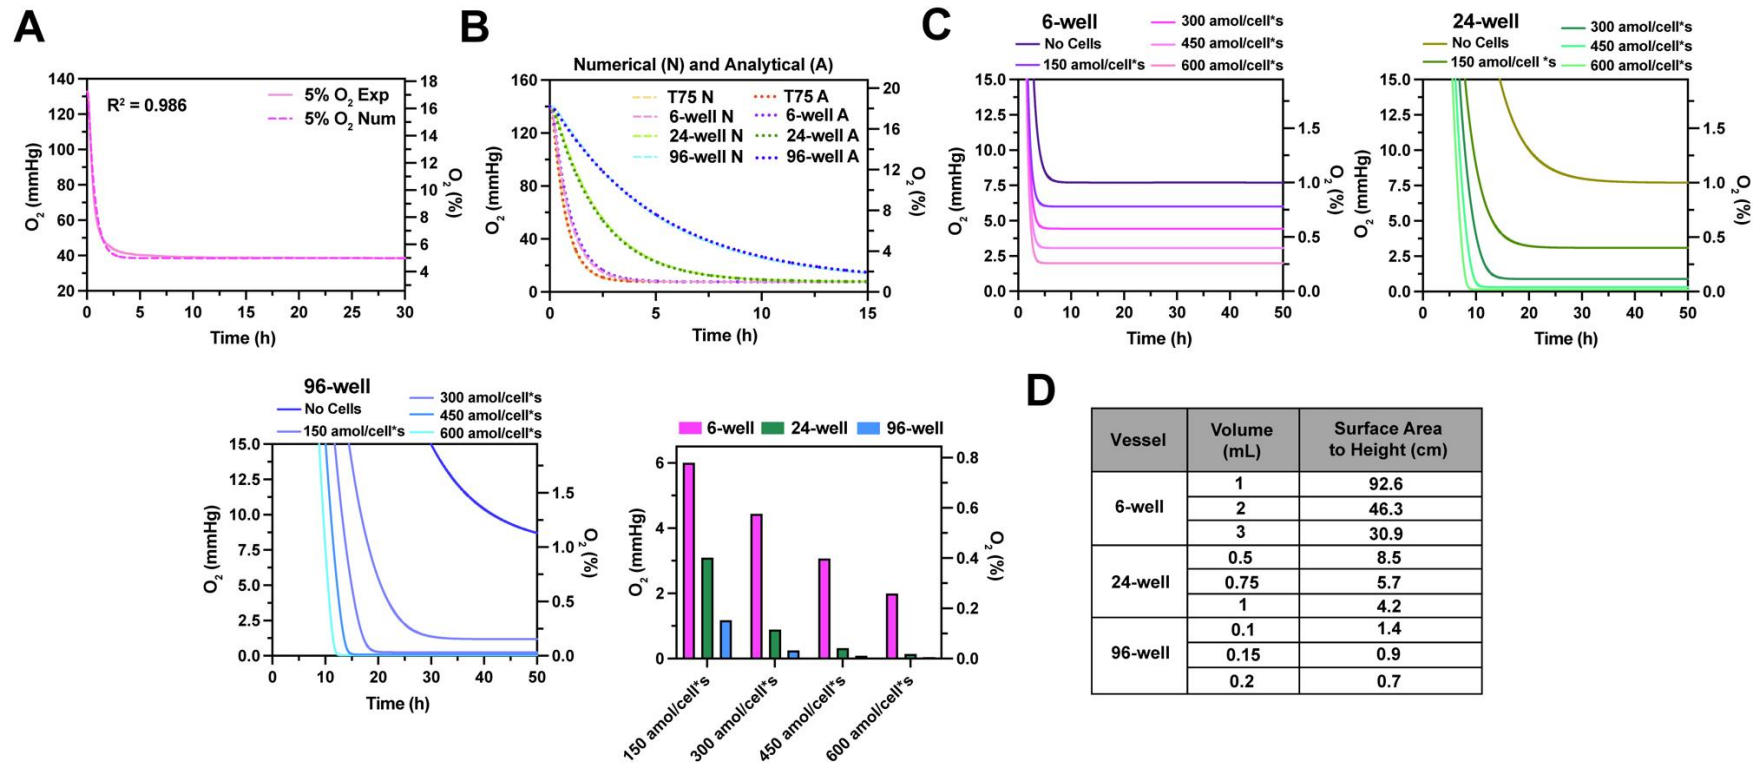 A
140
120
100
80
60
40
20
R² = 0.986
5% O₂ Exp
5% O₂ Num
18
16
14
12
10
8
6
4
O₂ (mmHg)
O₂ (%)
0 5 10 15 20 25 30
Time (h)
B
Numerical (N) and Analytical (A)
160
120
80
40
0
T75 N T75 A
6-well N 6-well A
24-well N 24-well A
96-well N 96-well A
20
16
12
8
4
0
O₂ (mmHg)
O₂ (%)
0 5 10 15
Time (h)
C
6-well
No Cells
150 amol/cell*s
300 amol/cell*s
450 amol/cell*s
600 amol/cell*s
15.0
12.5
10.0
7.5
5.0
2.5
0.0
1.5
1.0
0.5
0.0
O₂ (mmHg)
O₂ (%)
0 10 20 30 40 50
Time (h)
24-well
No Cells
150 amol/cell *s
300 amol/cell*s
450 amol/cell*s
600 amol/cell*s
15.0
12.5
10.0
7.5
5.0
2.5
0.0
1.5
1.0
0.5
0.0
O₂ (mmHg)
O₂ (%)
0 10 20 30 40 50
Time (h)
96-well
No Cells
150 amol/cell*s
300 amol/cell*s
450 amol/cell*s
600 amol/cell*s
15.0
12.5
10.0
7.5
5.0
2.5
0.0
1.5
1.0
0.5
0.0
O₂ (mmHg)
O₂ (%)
0 10 20 30 40 50
Time (h)
6-well 24-well 96-well
6
4
2
0
0.8
0.6
0.4
0.2
0.0
O₂ (mmHg)
O₂ (%)
150 amol/cell*s
300 amol/cell*s
450 amol/cell*s
600 amol/cell*s
D
Vessel Volume (mL) Surface Area to Height (cm)
6-well 1 92.6
2 46.3
3 30.9
24-well 0.5 8.5
0.75 5.7
1 4.2
96-well 0.1 1.4
0.15 0.9
0.2 0.7